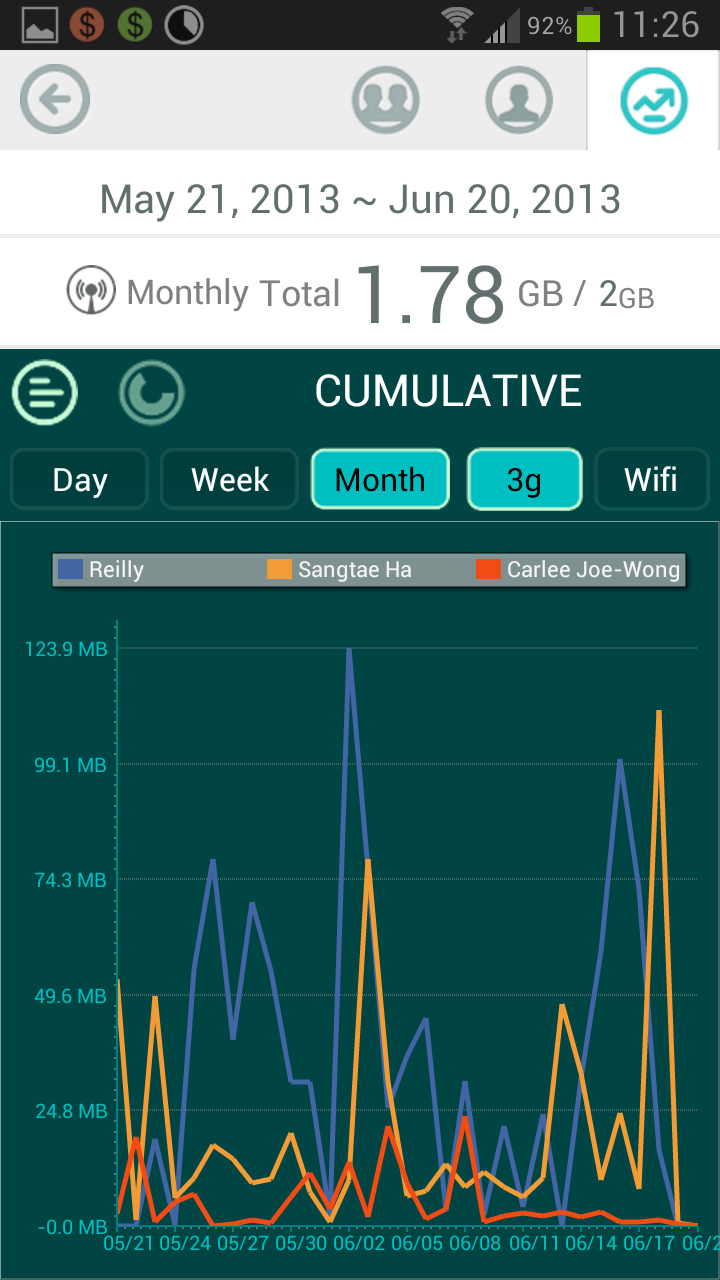 92% 11:26
May 21, 2013 ~ Jun 20, 2013
Monthly Total 1.78 GB / 2GB
CUMULATIVE
Day Week Month 3g Wifi
Reilly Sangtae Ha Carlee Joe-Wong
123.9 MB
99.1 MB
74.3 MB
49.6 MB
24.8 MB
-0.0 MB
05/21 05/24 05/27 05/30 06/02 06/05 06/08 06/11 06/14 06/17 06/2